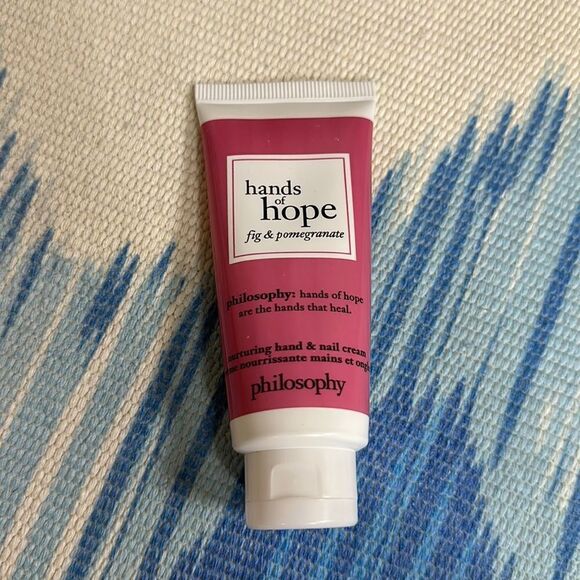 hands
of
hope
fig & pomegranate
philosophy: hands of hope
are the hands that heal.
nurturing hand & nail cream
nourrissante mains et
philosophy